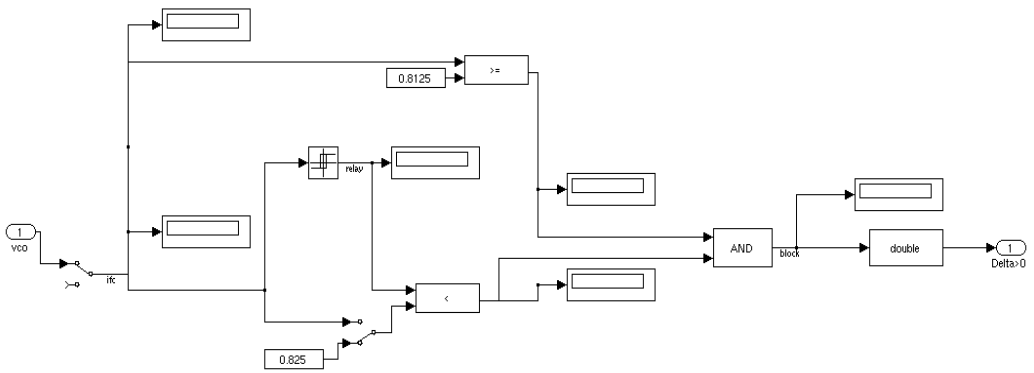 >=
0.8125
relay
1
vco
ifc
AND
block
double
1
Delta>0
<
0.825